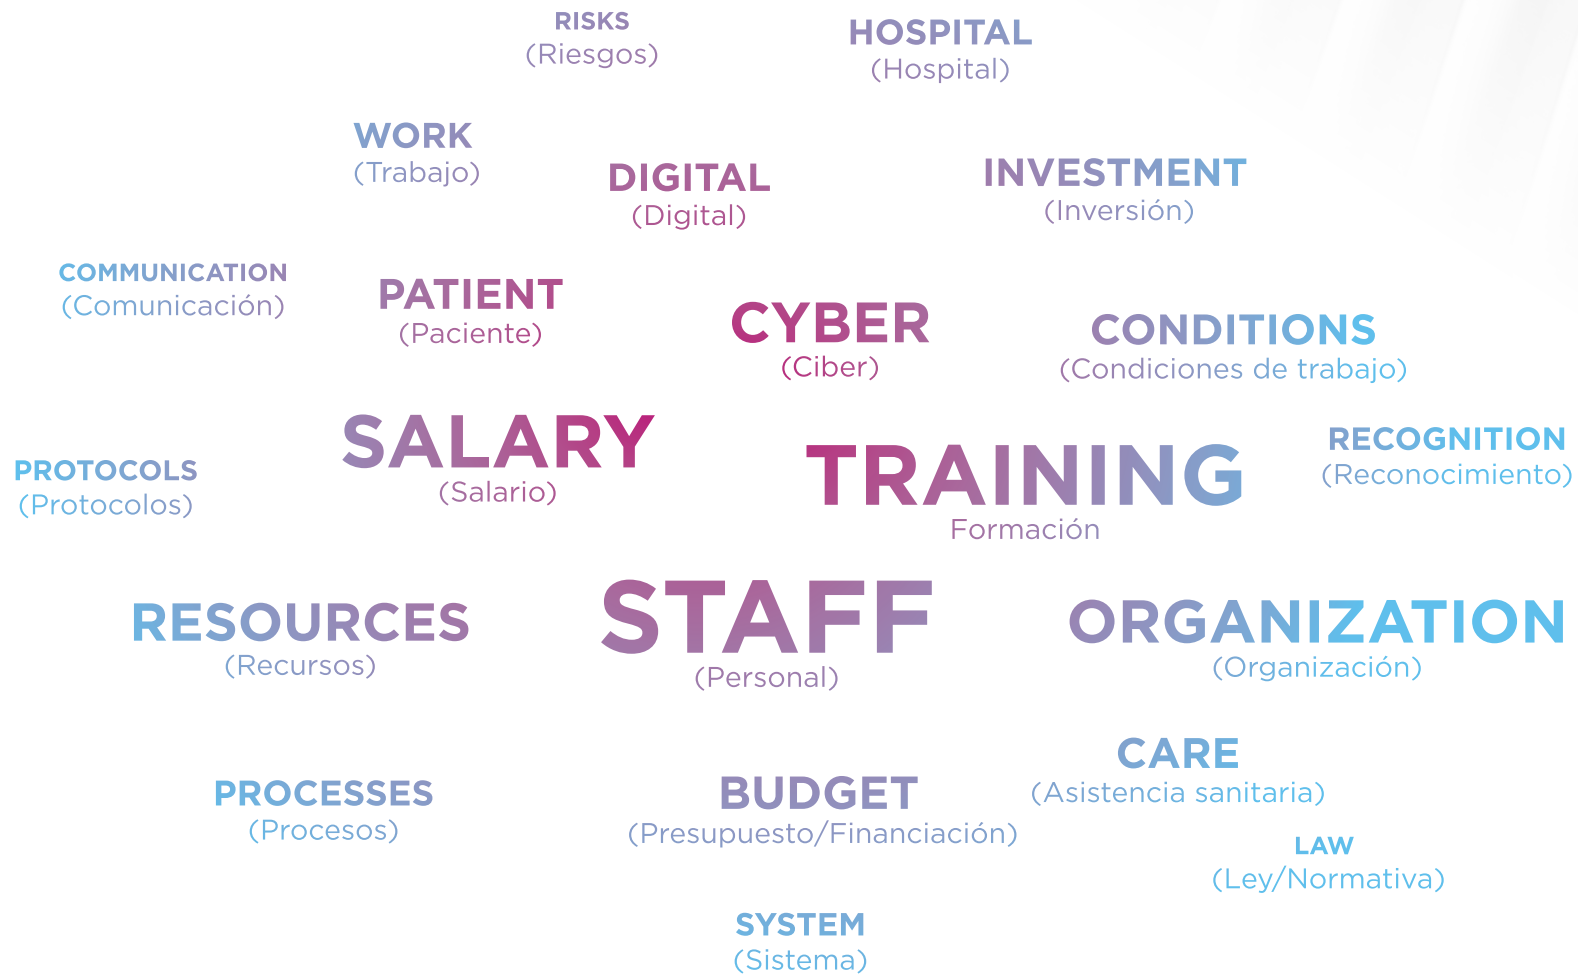 RISKS
(Riesgos)
HOSPITAL
(Hospital)
WORK
(Trabajo)
DIGITAL
(Digital)
INVESTMENT
(Inversión)
COMMUNICATION
(Comunicación)
PATIENT
(Paciente)
CYBER
(Ciber)
CONDITIONS
(Condiciones de trabajo)
SALARY
(Salario)
TRAINING
Formación
RECOGNITION
(Reconocimiento)
PROTOCOLS
(Protocolos)
RESOURCES
(Recursos)
STAFF
(Personal)
ORGANIZATION
(Organización)
CARE
(Asistencia sanitaria)
PROCESSES
(Procesos)
BUDGET
(Presupuesto/Financiación)
LAW
(Ley/Normativa)
SYSTEM
(Sistema)